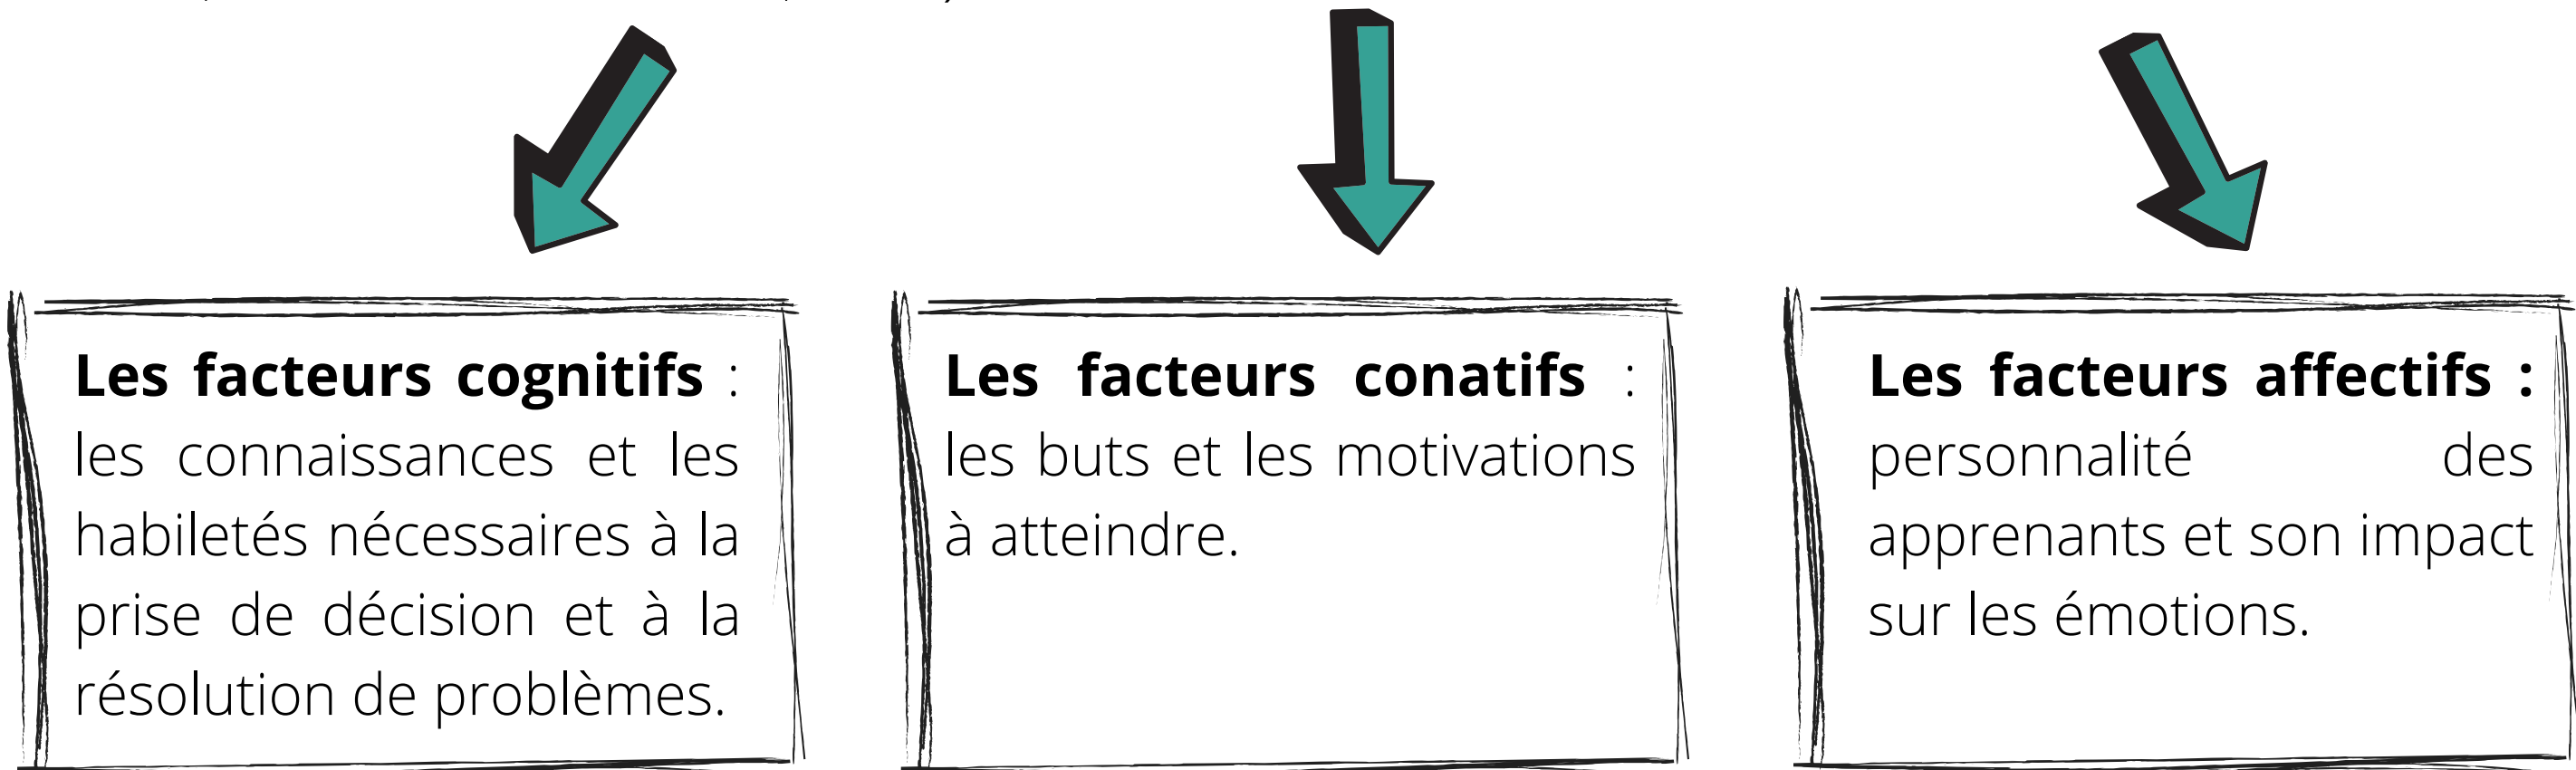 Les facteurs cognitifs :
les connaissances et les
habiletés nécessaires à la
prise de décision et à la
résolution de problèmes.
Les facteurs conatifs :
les buts et les motivations
à atteindre.
Les facteurs affectifs :
personnalité des
apprenants et son impact
sur les émotions.